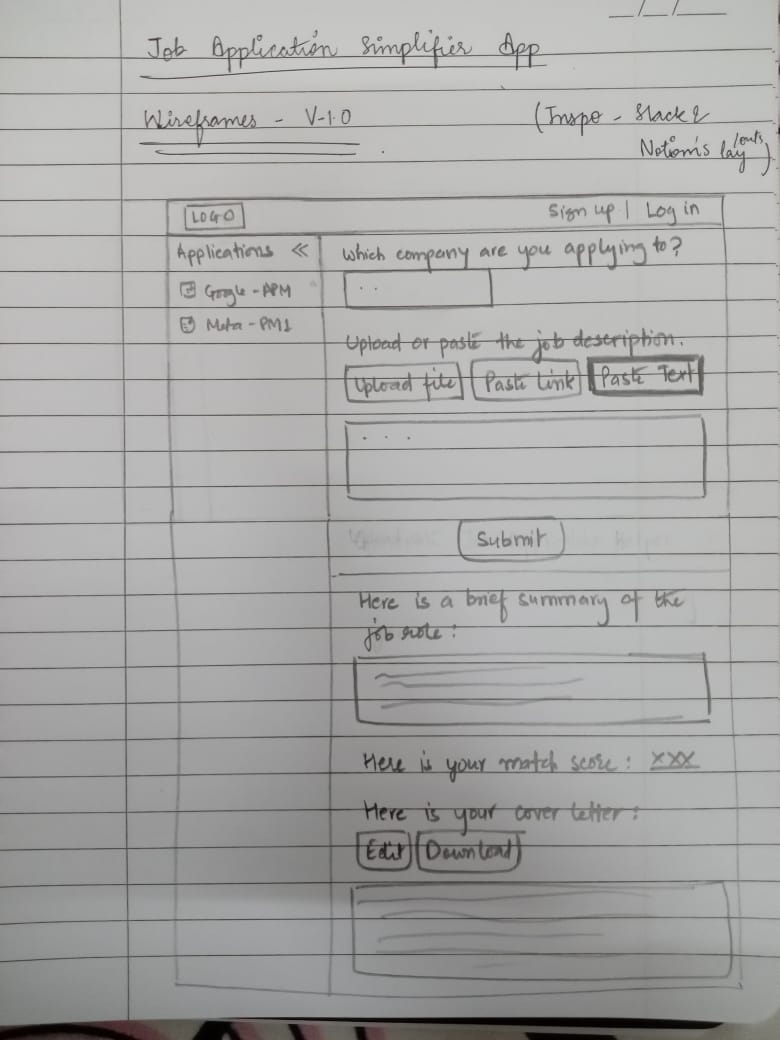 Job Application Simplifier App
Wireframes - V-1.0
(Inspo - Slack &
Notion's layouts)
LOGO
Sign up | Log in
Applications <<
Google - APM
Meta - PM1
Which company are you applying to?
. .
Upload or paste the job description.
Upload file
Paste Link
Paste Text
. . .
Submit
Here is a brief summary of the
job role :
Here is your match score : XXX
Here is your cover letter :
Edit
Download